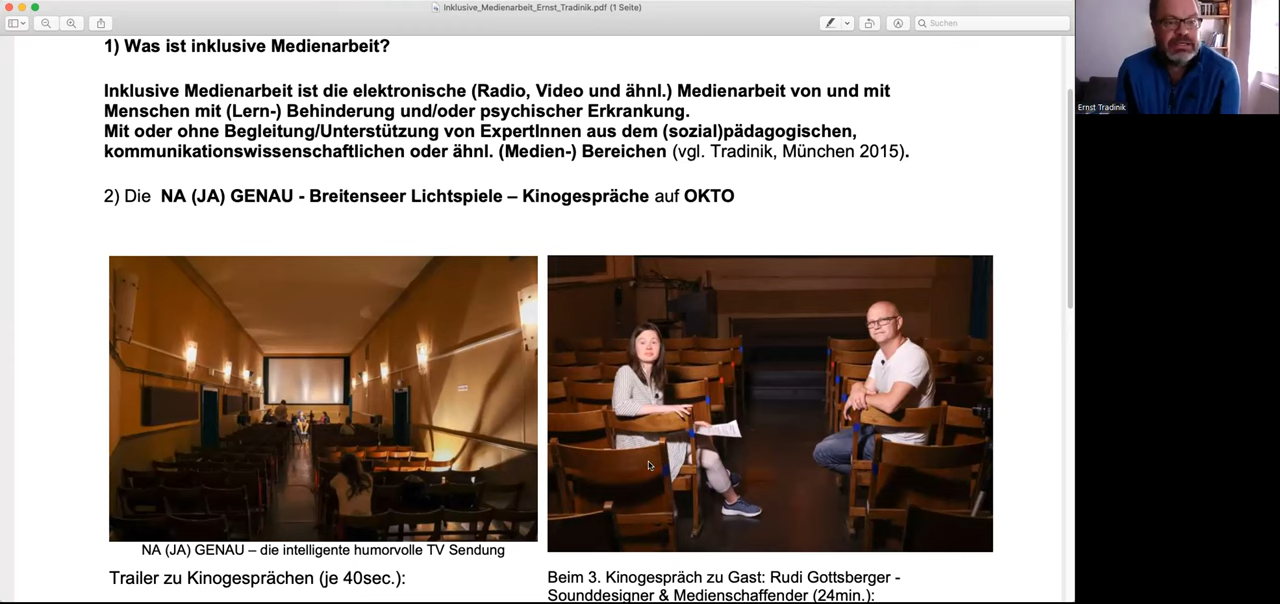 Inklusive_Medienarbeit_Ernst_Tradinik.pdf (1 Seite)
Suchen
Ernst Tradinik
1) Was ist inklusive Medienarbeit?
Inklusive Medienarbeit ist die elektronische (Radio, Video und ähnl.) Medienarbeit von und mit
Menschen mit (Lern-) Behinderung und/oder psychischer Erkrankung.
Mit oder ohne Begleitung/Unterstützung von ExpertInnen aus dem (sozial)pädagogischen,
kommunikationswissenschaftlichen oder ähnl. (Medien-) Bereichen (vgl. Tradinik, München 2015).
2) Die NA (JA) GENAU - Breitenseer Lichtspiele – Kinogespräche auf OKTO
NA (JA) GENAU – die intelligente humorvolle TV Sendung
Trailer zu Kinogesprächen (je 40sec.):
Beim 3. Kinogespräch zu Gast: Rudi Gottsberger -
Sounddesigner & Medienschaffender (24min.):